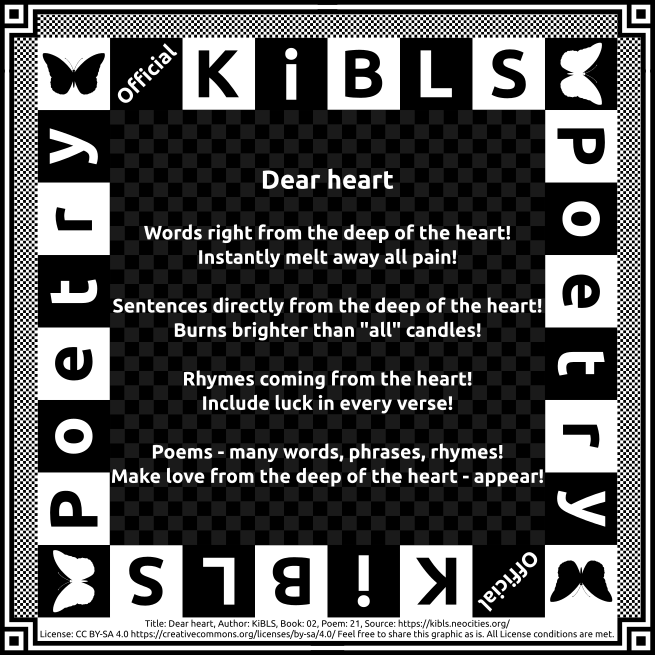 Official KiBLS
Poetry
Poetry
Dear heart
Words right from the deep of the heart!
Instantly melt away all pain!
Sentences directly from the deep of the heart!
Burns brighter than "all" candles!
Rhymes coming from the heart!
Include luck in every verse!
Poems - many words, phrases, rhymes!
Make love from the deep of the heart - appear!
Official KiBLS
Title: Dear heart, Author: KiBLS, Book: 02, Poem: 21, Source: https://kibls.neocities.org/
License: CC BY-SA 4.0 https://creativecommons.org/licenses/by-sa/4.0/ Feel free to share this graphic as is. All License conditions are met.